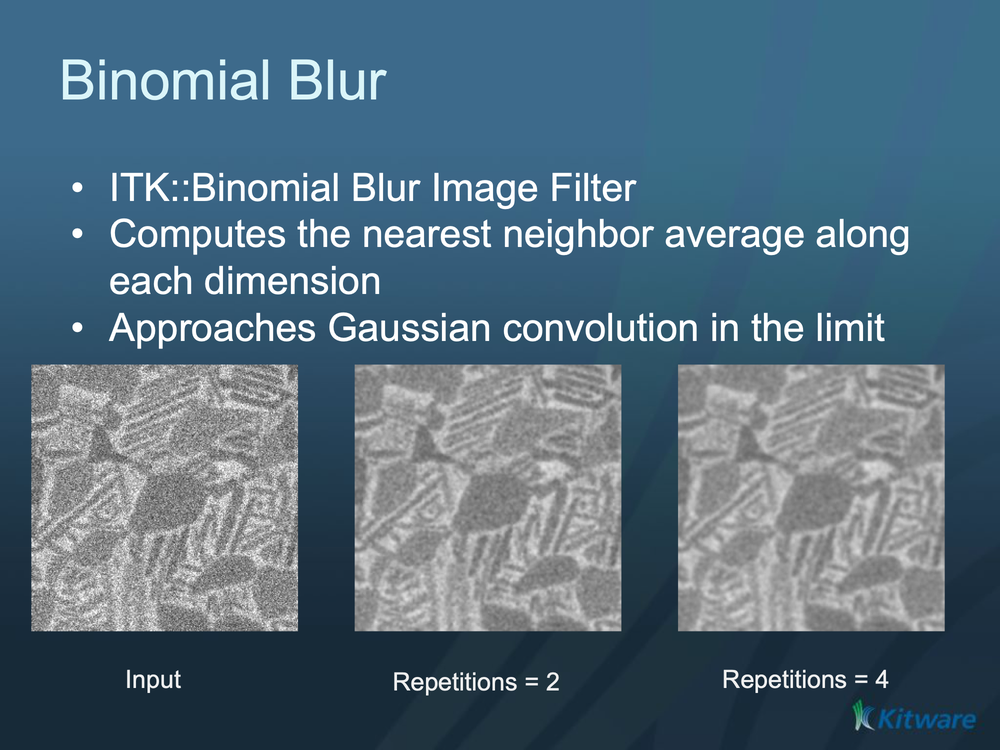 Binomial Blur
• ITK::Binomial Blur Image Filter
• Computes the nearest neighbor average along
each dimension
• Approaches Gaussian convolution in the limit
Input
Repetitions = 2
Repetitions = 4
Kitware